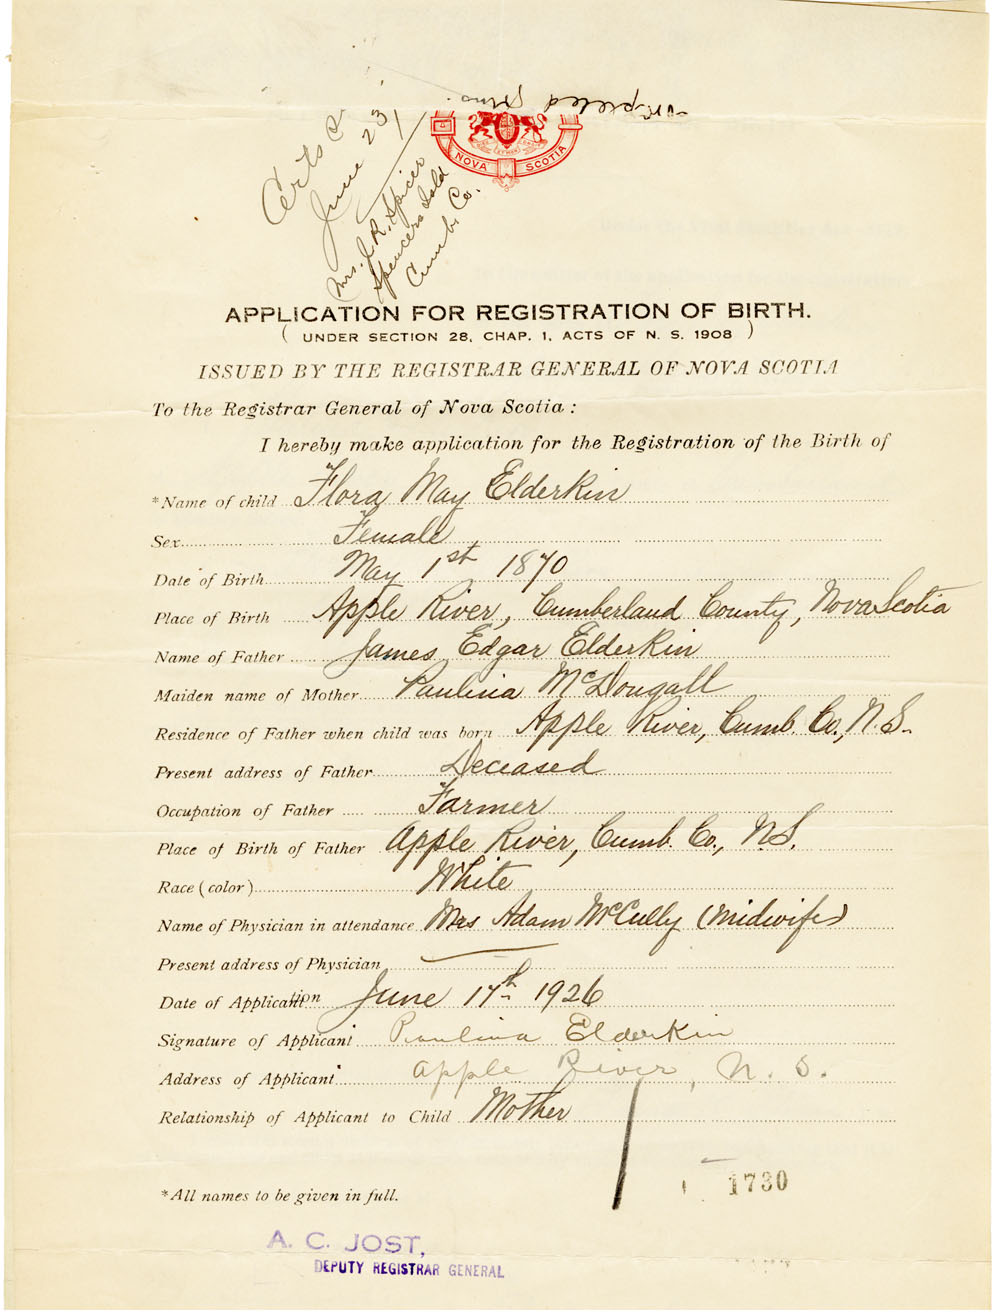 Certs
June 23
Mrs. J. R. Spicer
Spencers Isld
Cumb. Co.
NOVA SCOTIA
APPLICATION FOR REGISTRATION OF BIRTH.
( UNDER SECTION 28, CHAP. 1, ACTS OF N. S. 1908 )
ISSUED BY THE REGISTRAR GENERAL OF NOVA SCOTIA
To the Registrar General of Nova Scotia :
I hereby make application for the Registration of the Birth of
*Name of child Flora May Elderkin
Sex Female
Date of Birth May 1st 1870
Place of Birth Apple River, Cumberland County, Nova Scotia
Name of Father James Edgar Elderkin
Maiden name of Mother Paulina McDougall
Residence of Father when child was born Apple River, Cumb. Co., N.S.
Present address of Father Deceased
Occupation of Father Farmer
Place of Birth of Father Apple River, Cumb. Co., N.S.
Race (color) White
Name of Physician in attendance Mrs Adam McCully (Midwife)
Present address of Physician
Date of Application June 17th 1926
Signature of Applicant Paulina Elderkin
Address of Applicant Apple River, N. S.
Relationship of Applicant to Child Mother
1730
*All names to be given in full.
A. C. JOST,
DEPUTY REGISTRAR GENERAL